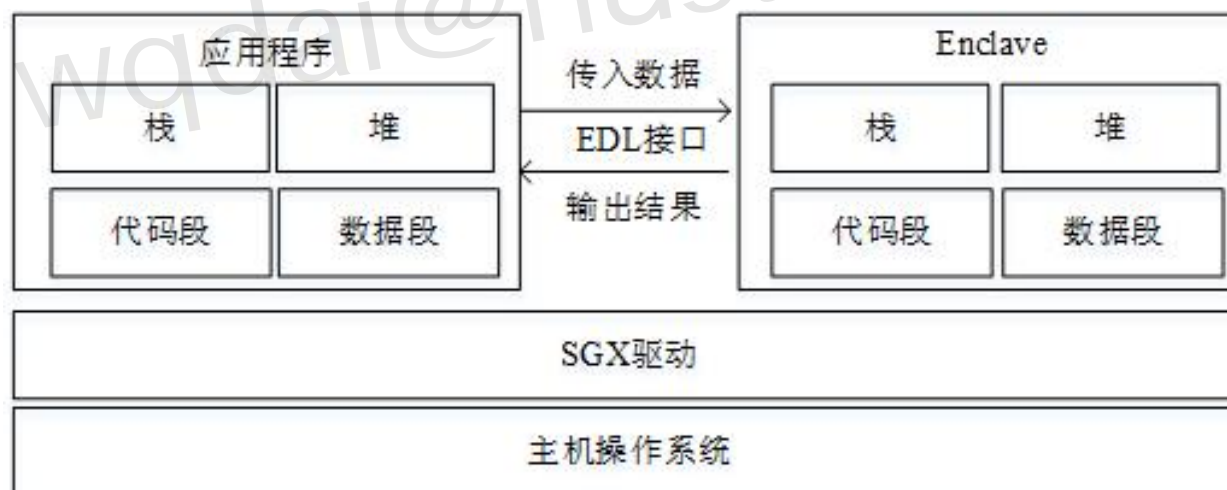 wqdai@hust
应用程序
Enclave
传入数据
栈 堆
EDL接口
栈 堆
输出结果
代码段 数据段
代码段 数据段
SGX驱动
主机操作系统